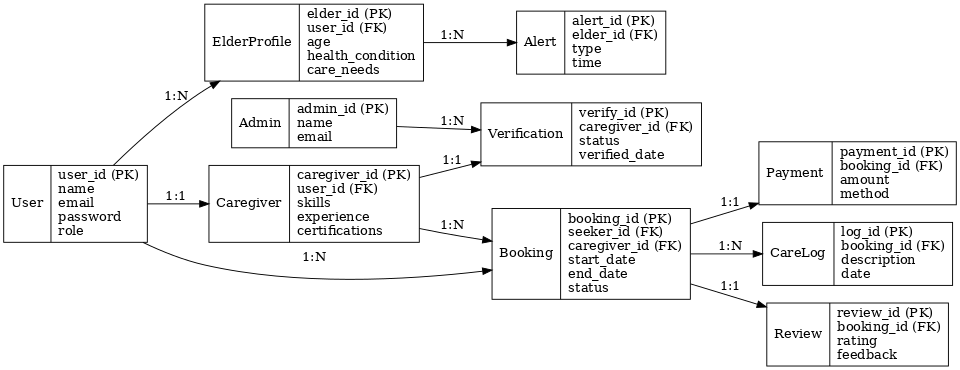 ElderProfile
elder_id (PK)
user_id (FK)
age
health_condition
care_needs
1:N
Alert
alert_id (PK)
elder_id (FK)
type
time
1:N
Admin
admin_id (PK)
name
email
1:N
Verification
verify_id (PK)
caregiver_id (FK)
status
verified_date
User
user_id (PK)
name
email
password
role
1:1
Caregiver
caregiver_id (PK)
user_id (FK)
skills
experience
certifications
1:1
1:N
1:N
Booking
booking_id (PK)
seeker_id (FK)
caregiver_id (FK)
start_date
end_date
status
1:1
Payment
payment_id (PK)
booking_id (FK)
amount
method
1:N
CareLog
log_id (PK)
booking_id (FK)
description
date
1:1
Review
review_id (PK)
booking_id (FK)
rating
feedback